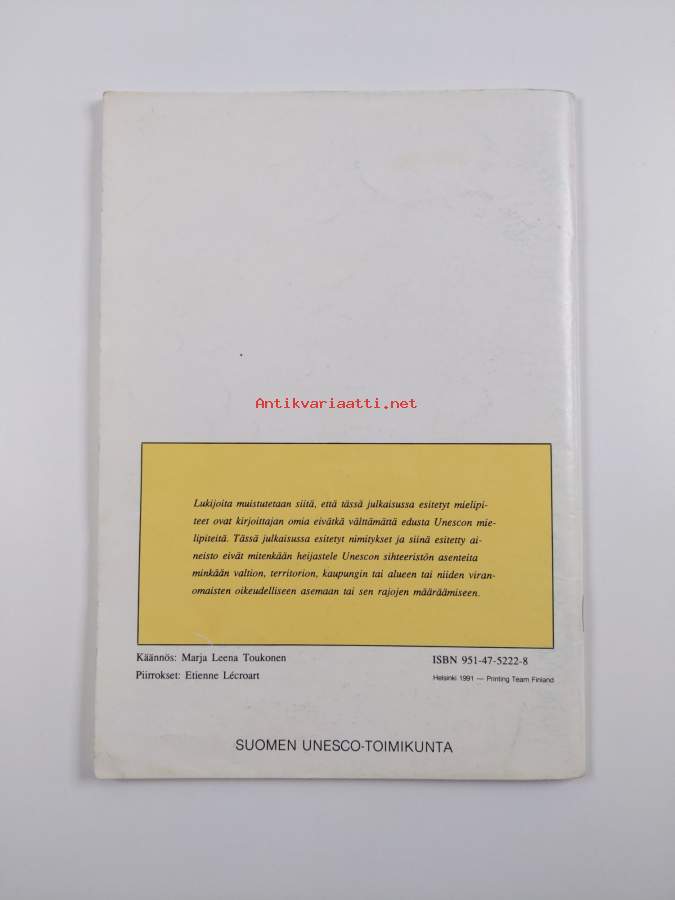 Antikvariaatti.net
Lukijoita muistutetaan siitä, että tässä julkaisussa esitetyt mielipi-
teet ovat kirjoittajan omia eivätkä välttämättä edusta Unescon mie-
lipiteitä. Tässä julkaisussa esitetyt nimitykset ja siinä esitetty ai-
neisto eivät mitenkään heijastele Unescon sihteeristön asenteita
minkään valtion, territorion, kaupungin tai alueen tai niiden viran-
omaisten oikeudelliseen asemaan tai sen rajojen määräämiseen.
Käännös: Marja Leena Toukonen
Piirrokset: Etienne Lécroart
ISBN 951-47-5222-8
Helsinki 1991 — Printing Team Finland
SUOMEN UNESCO-TOIMIKUNTA